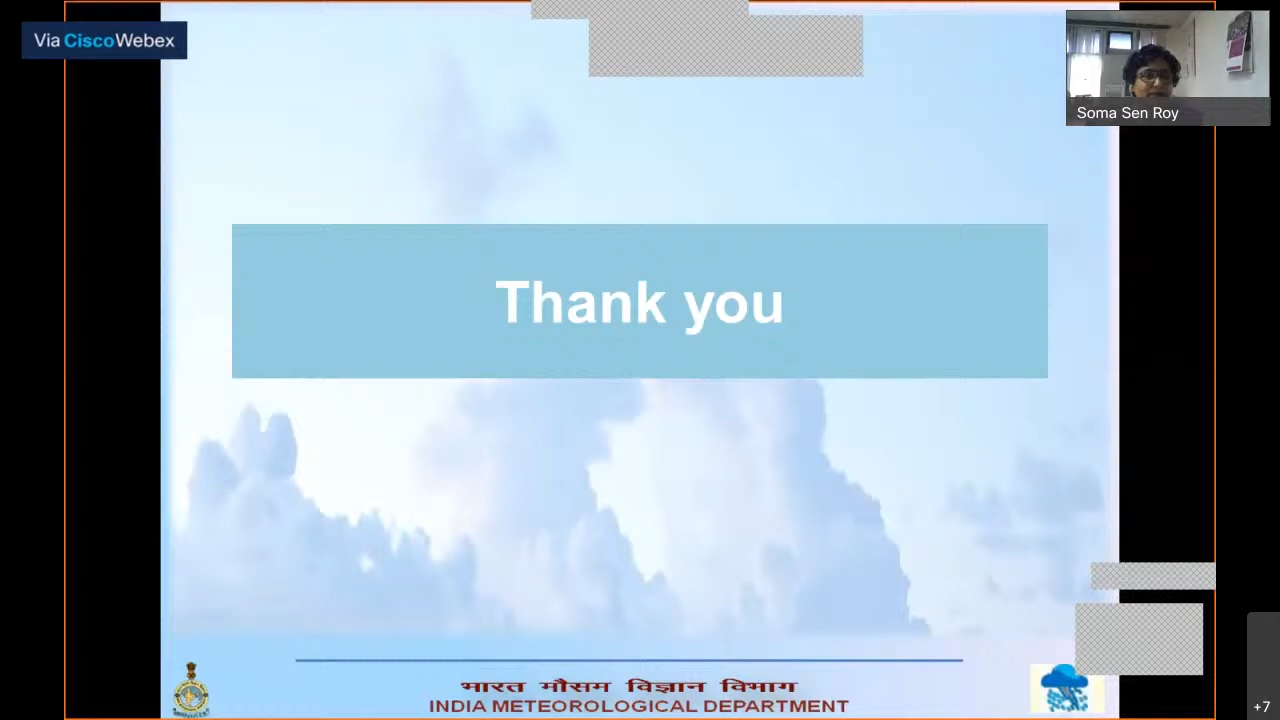 Via CiscoWebex
Soma Sen Roy
Thank you
भारत मौसम विज्ञान विभाग
INDIA METEOROLOGICAL DEPARTMENT
+7